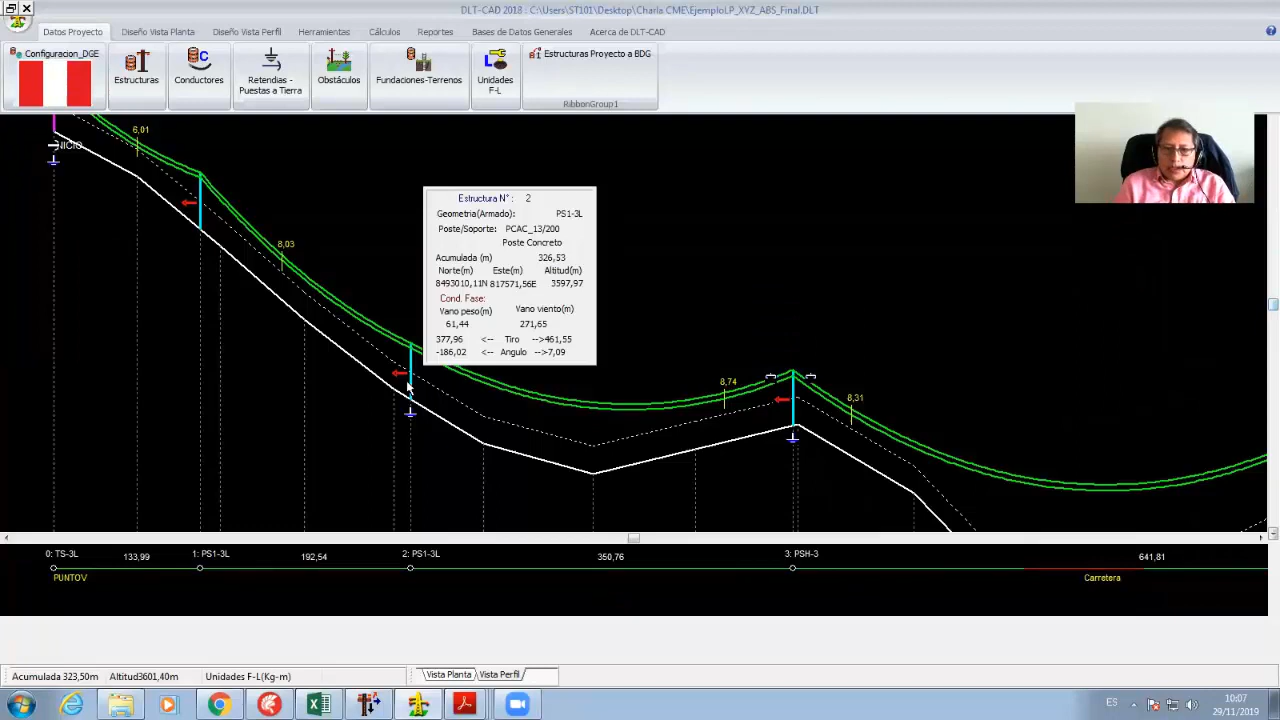 DLT-CAD 2018 : C:\Users\ST101\Desktop\Charla CME\EjemploLP_XYZ_ABS_Final.DLT
Datos Proyecto Diseño Vista Planta Diseño Vista Perfil Herramientas Cálculos Reportes Bases de Datos Generales Acerca de DLT-CAD
Configuracion_DGE
Estructuras
Conductores
Retendias -
Puestas a Tierra
Obstáculos
Fundaciones-Terrenos
Unidades
F-L
Estructuras Proyecto a BDG
RibbonGroup1
6,01
NICIO
8,03
Estructura N° : 2
Geometria(Armado): PS1-3L
Poste/Soporte: PCAC_13/200
Poste Concreto
Acumulada (m) 326,53
Norte(m) Este(m) Altitud(m)
8493010,11N 817571,56E 3597,97
Cond. Fase:
Vano peso(m) Vano viento(m)
61,44 271,65
377,96 <-- Tiro -->461,55
-186,02 <-- Angulo -->7,09
8,74
8,31
0: TS-3L 133,99 1: PS1-3L 192,54 2: PS1-3L 350,76 3: PSH-3 641,81
PUNTOV Carretera
Acumulada 323,50m Altitud3601,40m Unidades F-L(Kg-m) Vista Planta Vista Perfil
ES 10:07
29/11/2019